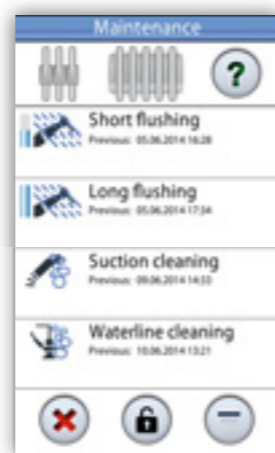 Maintenance
?
Short flushing
Previous: 05.06.2014 16:28
Long flushing
Previous: 05.06.2014 17:34
Suction cleaning
Previous: 09.06.2014 14:33
Waterline cleaning
Previous: 10.06.2014 13:21